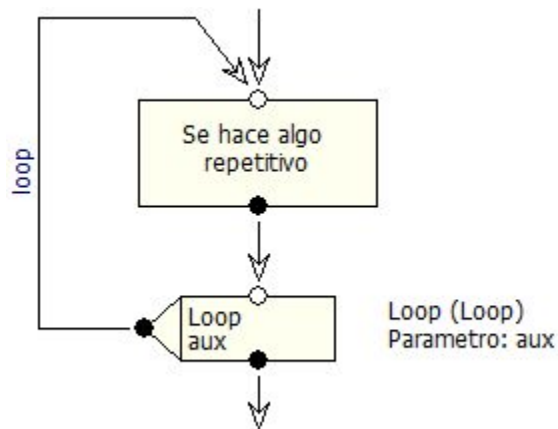 loop
Se hace algo
repetitivo
Loop
aux
Loop (Loop)
Parametro: aux